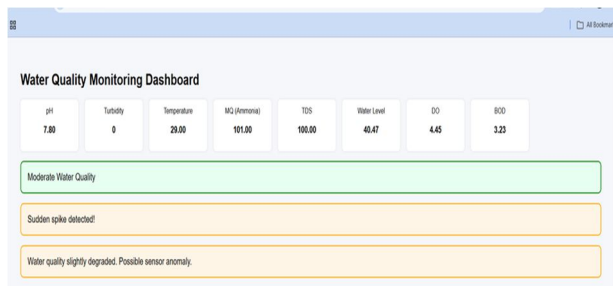 All Bookmar
Water Quality Monitoring Dashboard
pH Turbidity Temperature MQ (Ammonia) TDS Water Level DO BOD
7.80 0 29.00 101.00 100.00 40.47 4.45 3.23
Moderate Water Quality
Sudden spike detected!
Water quality slightly degraded. Possible sensor anomaly.